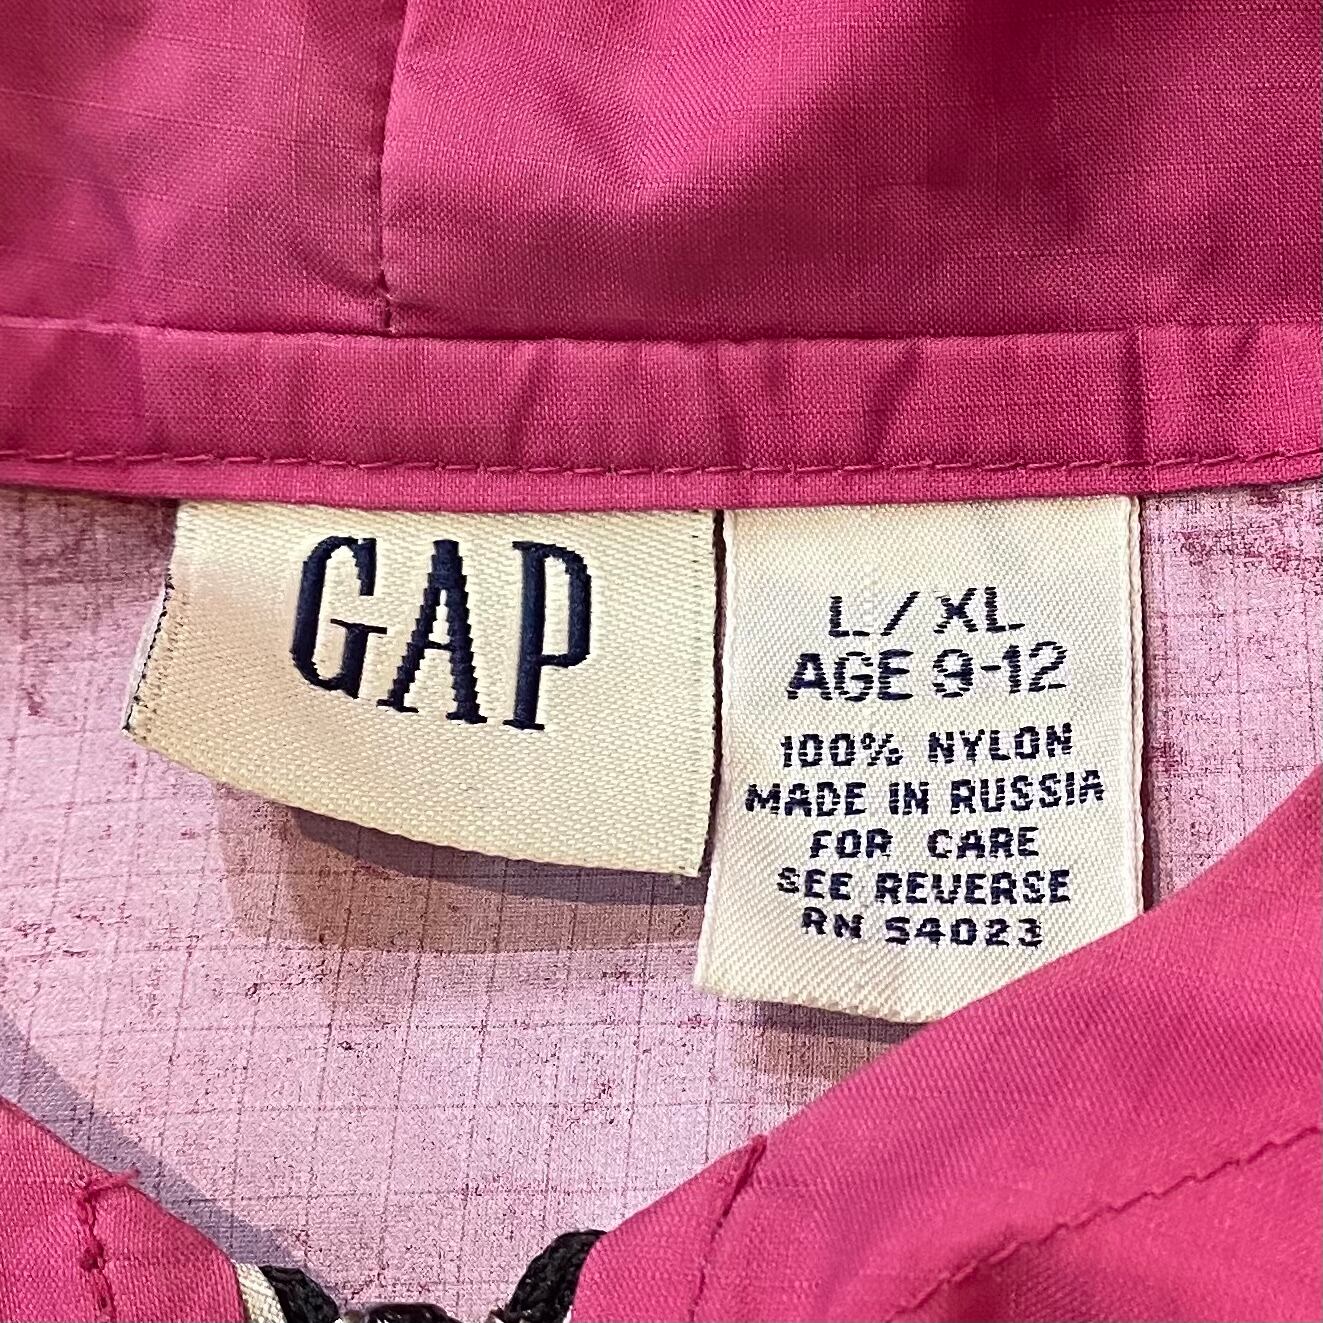 GAP
L/XL
AGE 9-12
100% NYLON
MADE IN RUSSIA
FOR CARE
SEE REVERSE
RN 54023